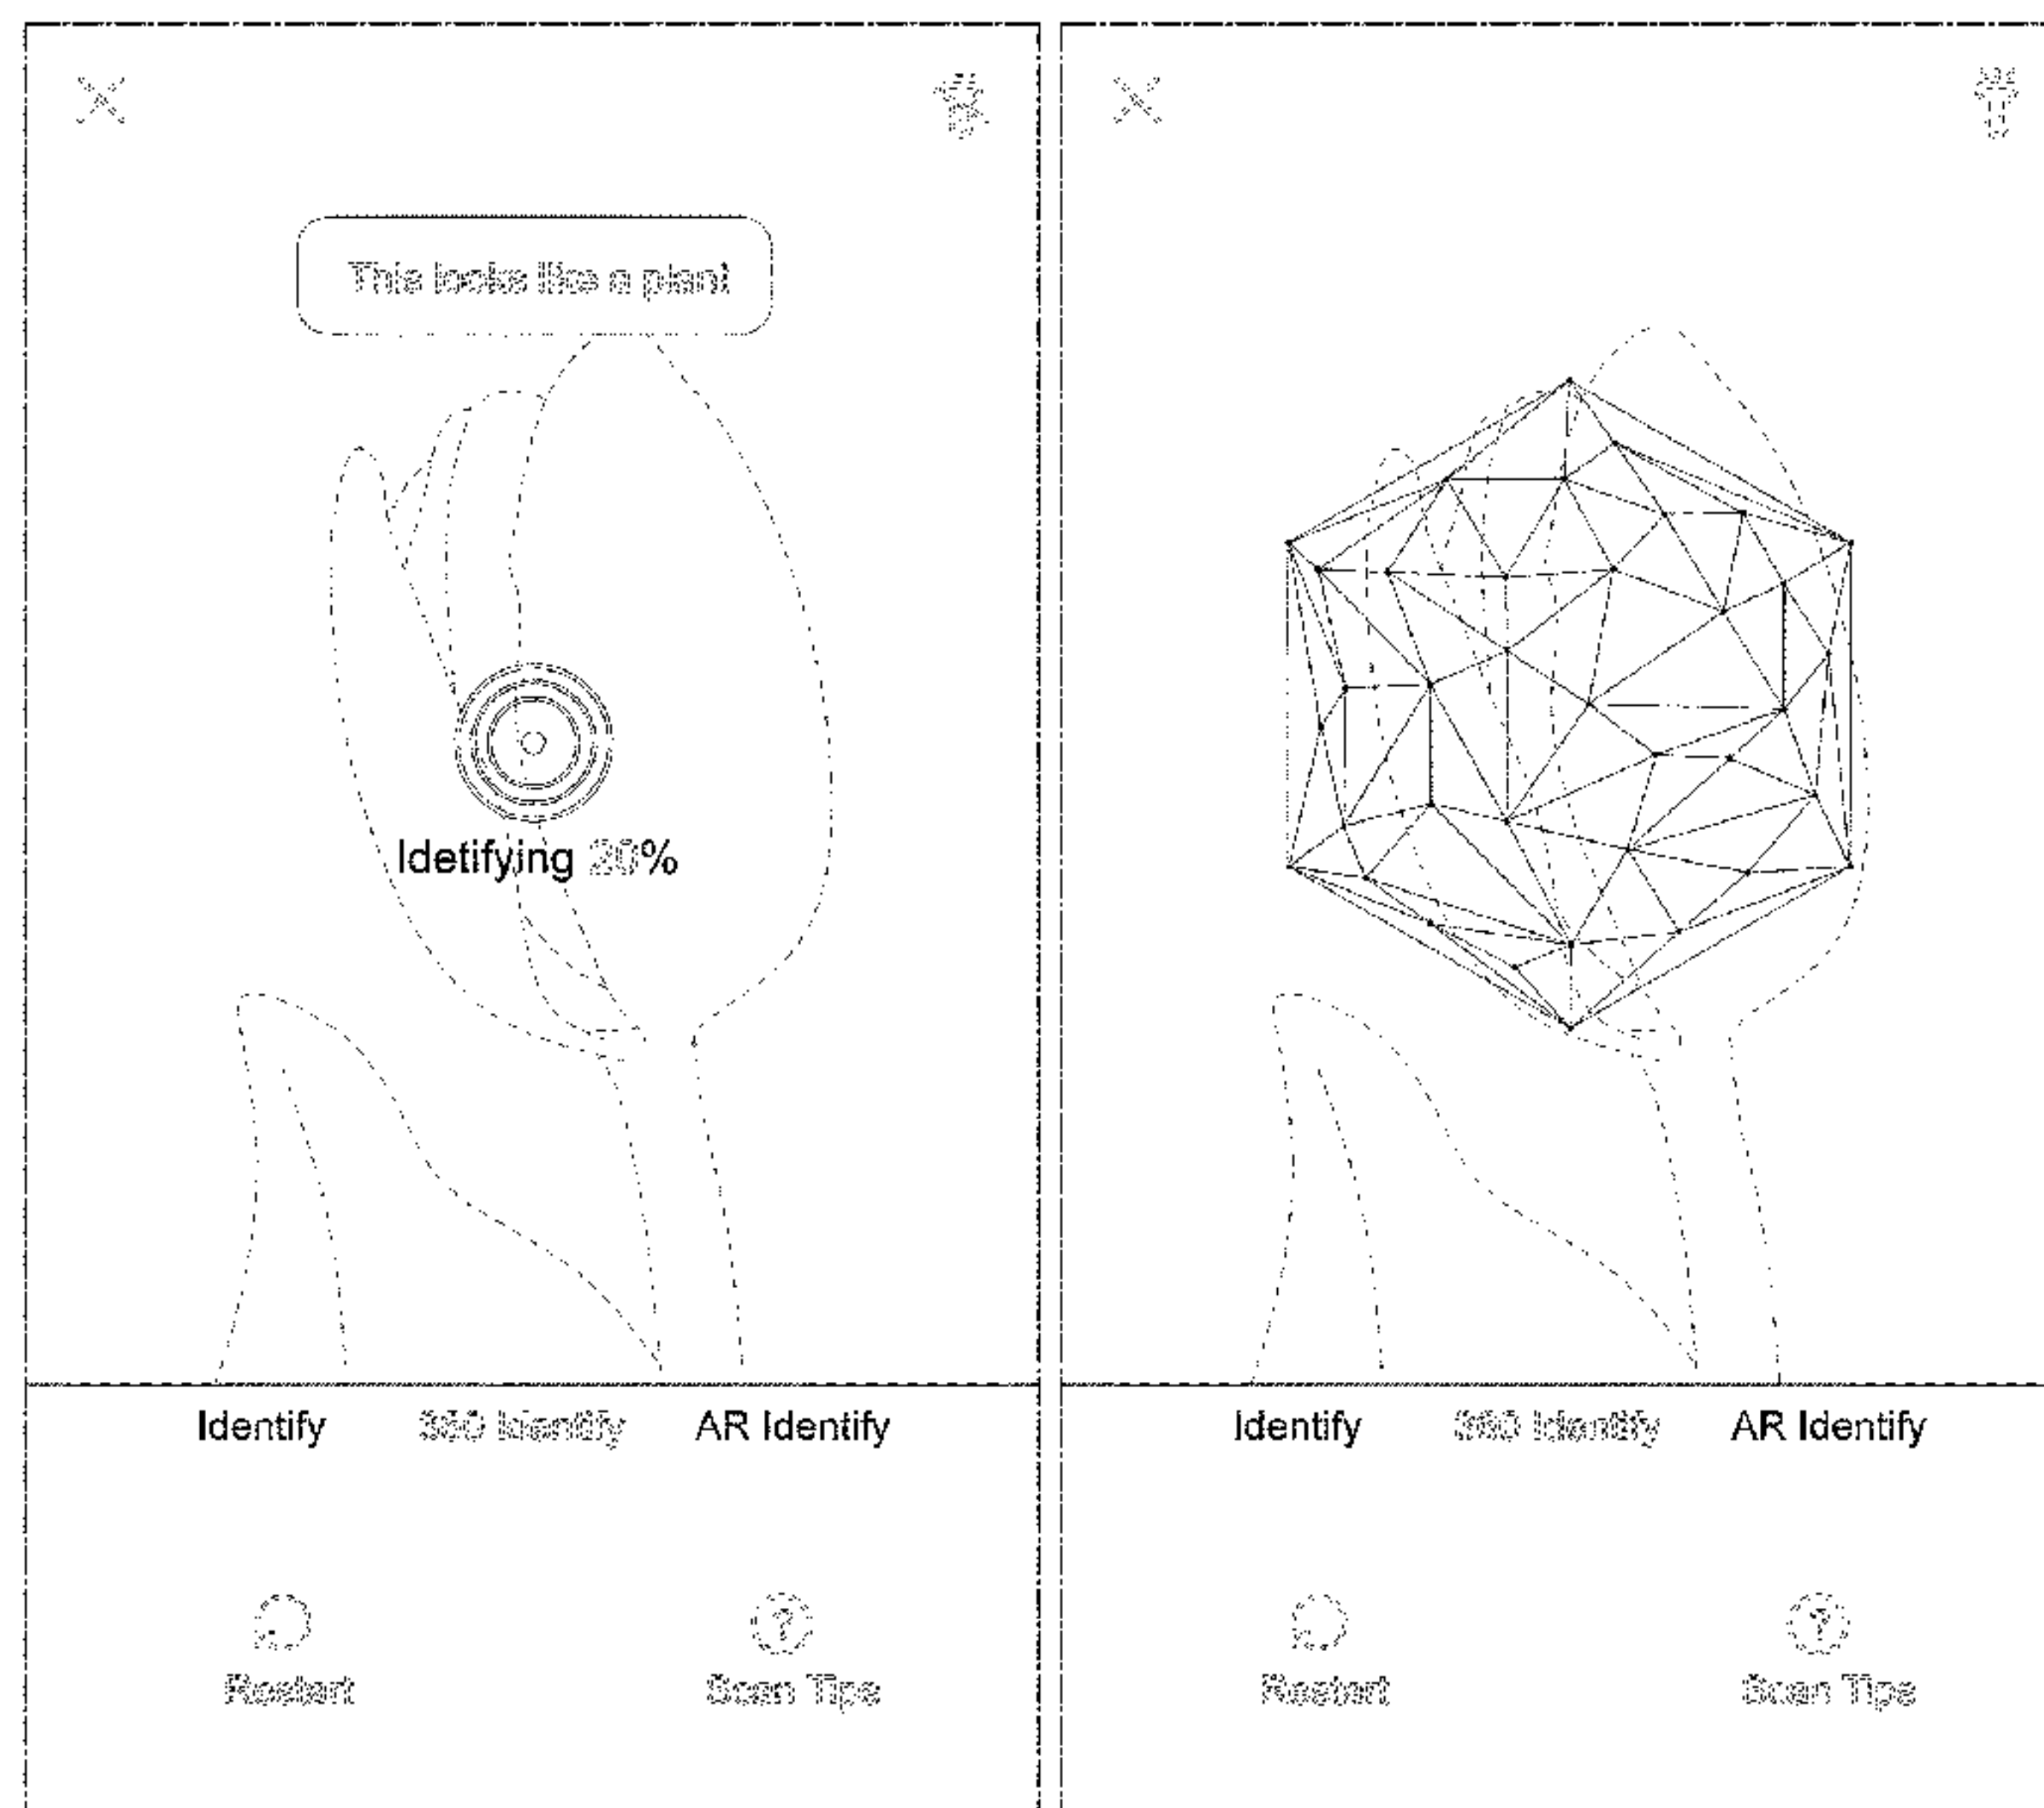 This looks like a plant
Idetifying 20%
Identify 360 Identify AR Identify
Restart Scan Tips
Identify 360 Identify AR Identify
Restart Scan Tips